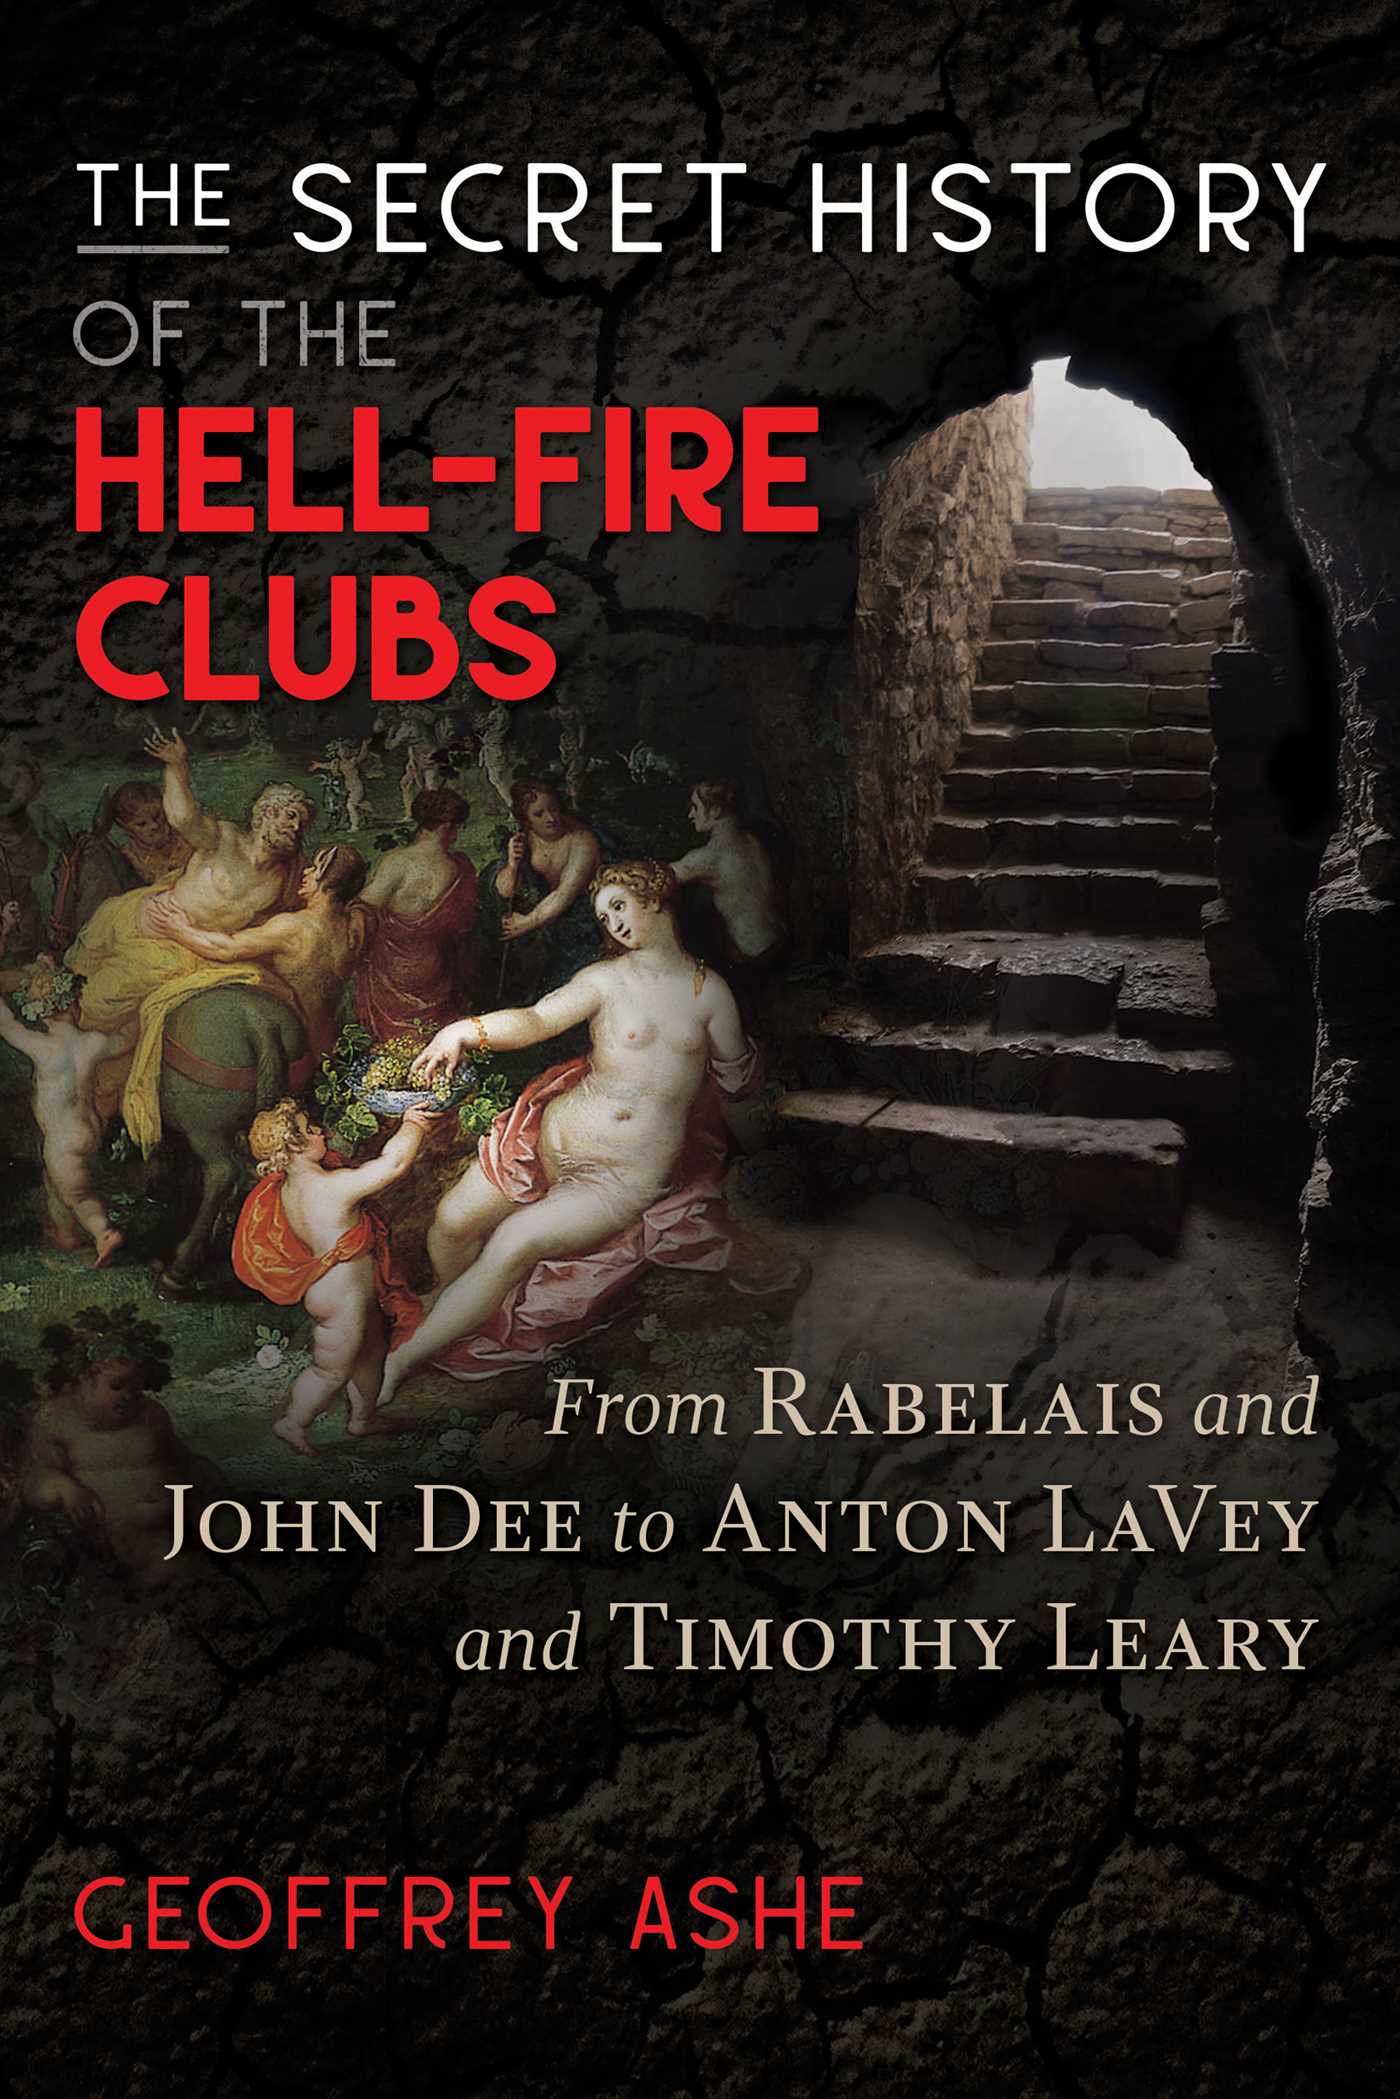 THE SECRET HISTORY
OF THE
HELL-FIRE
CLUBS
From RABELAIS and
JOHN DEE to ANTON LAVEY
and TIMOTHY LEARY
GEOFFREY ASHE